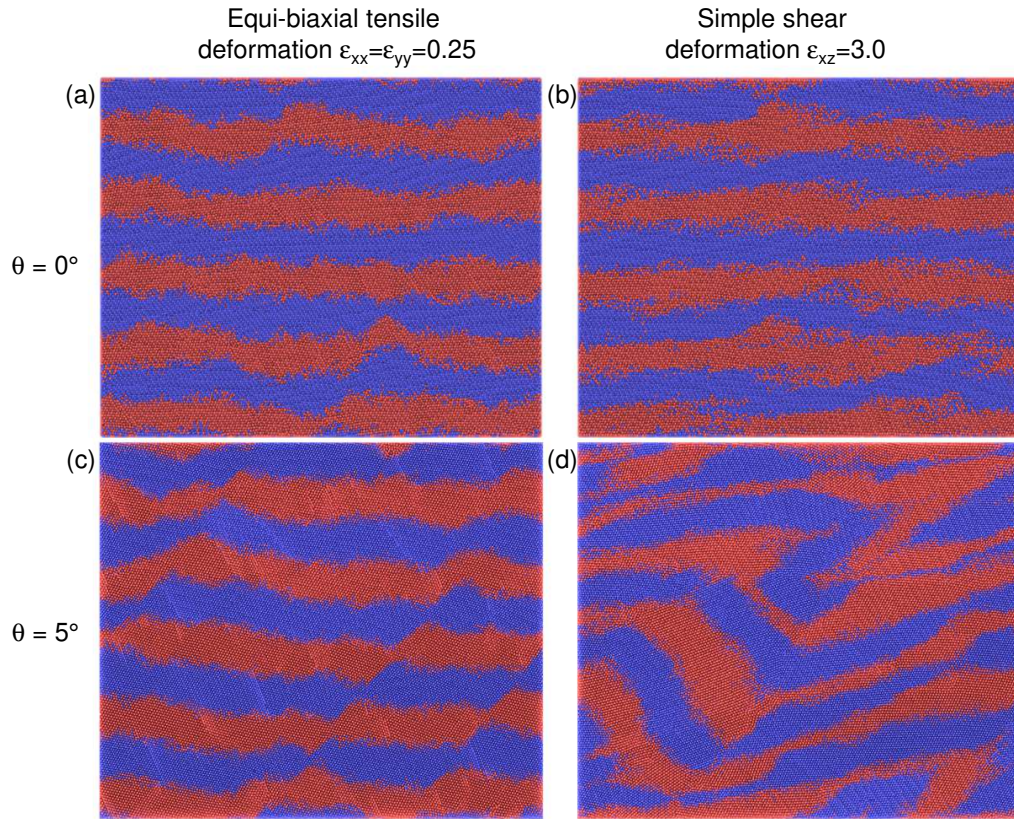 Equi-biaxial tensile
deformation εxx=εyy=0.25
Simple shear
deformation εxz=3.0
(a)
(b)
θ = 0°
(c)
(d)
θ = 5°